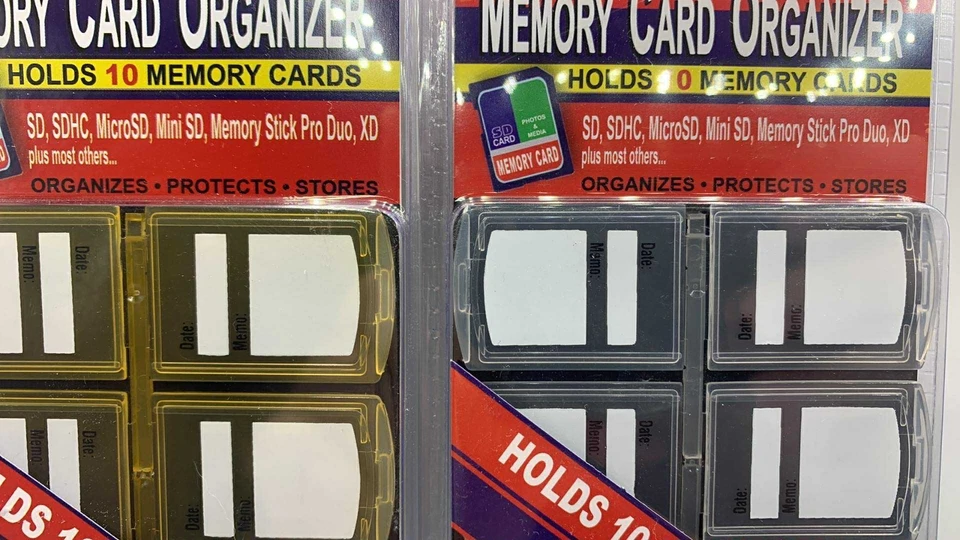 ORY CARD ORGANIZER
HOLDS 10 MEMORY CARDS
SD, SDHC, MicroSD, Mini SD, Memory Stick Pro Duo, XD
plus most others...
ORGANIZES • PROTECTS • STORES
Memo:
Date:
Date:
Memo:
Memo:
Date:
Date:
Memo:
LDS 10
MEMORY CARD ORGANIZER
HOLDS 10 MEMORY CARDS
SD
CARD
PHOTOS
&
MEDIA
MEMORY CARD
SD, SDHC, MicroSD, Mini SD, Memory Stick Pro Duo, XD
plus most others...
ORGANIZES • PROTECTS • STORES
Memo:
Date:
Date:
Memo:
Memo:
Date:
Date:
Memo:
HOLDS 10